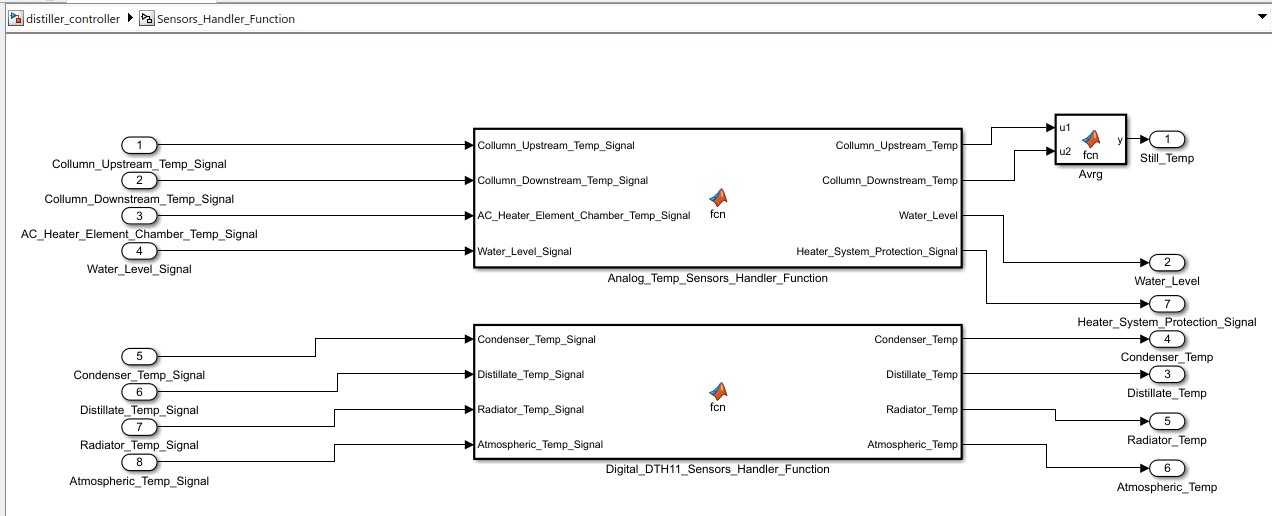 distiller_controller Sensors_Handler_Function
1
Collumn_Upstream_Temp_Signal
2
Collumn_Downstream_Temp_Signal
3
AC_Heater_Element_Chamber_Temp_Signal
4
Water_Level_Signal
Collumn_Upstream_Temp_Signal
Collumn_Downstream_Temp_Signal
AC_Heater_Element_Chamber_Temp_Signal
Water_Level_Signal
fcn
Collumn_Upstream_Temp
Collumn_Downstream_Temp
Water_Level
Heater_System_Protection_Signal
Analog_Temp_Sensors_Handler_Function
u1
u2
fcn
y
Avrg
1
Still_Temp
2
Water_Level
7
Heater_System_Protection_Signal
5
Condenser_Temp_Signal
6
Distillate_Temp_Signal
7
Radiator_Temp_Signal
8
Atmospheric_Temp_Signal
Condenser_Temp_Signal
Distillate_Temp_Signal
Radiator_Temp_Signal
Atmospheric_Temp_Signal
fcn
Condenser_Temp
Distillate_Temp
Radiator_Temp
Atmospheric_Temp
Digital_DTH11_Sensors_Handler_Function
4
Condenser_Temp
3
Distillate_Temp
5
Radiator_Temp
6
Atmospheric_Temp